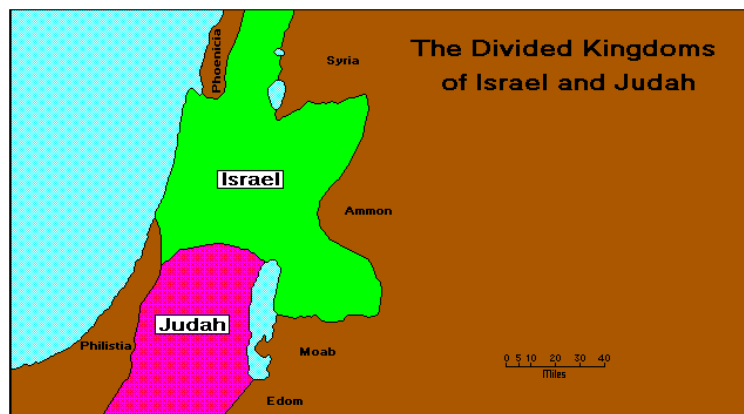 The Divided Kingdoms
of Israel and Judah
Phoenicia
Syria
Israel
Ammon
Judah
Philistia
Moab
Edom
0 5 10 20 30 40
Miles